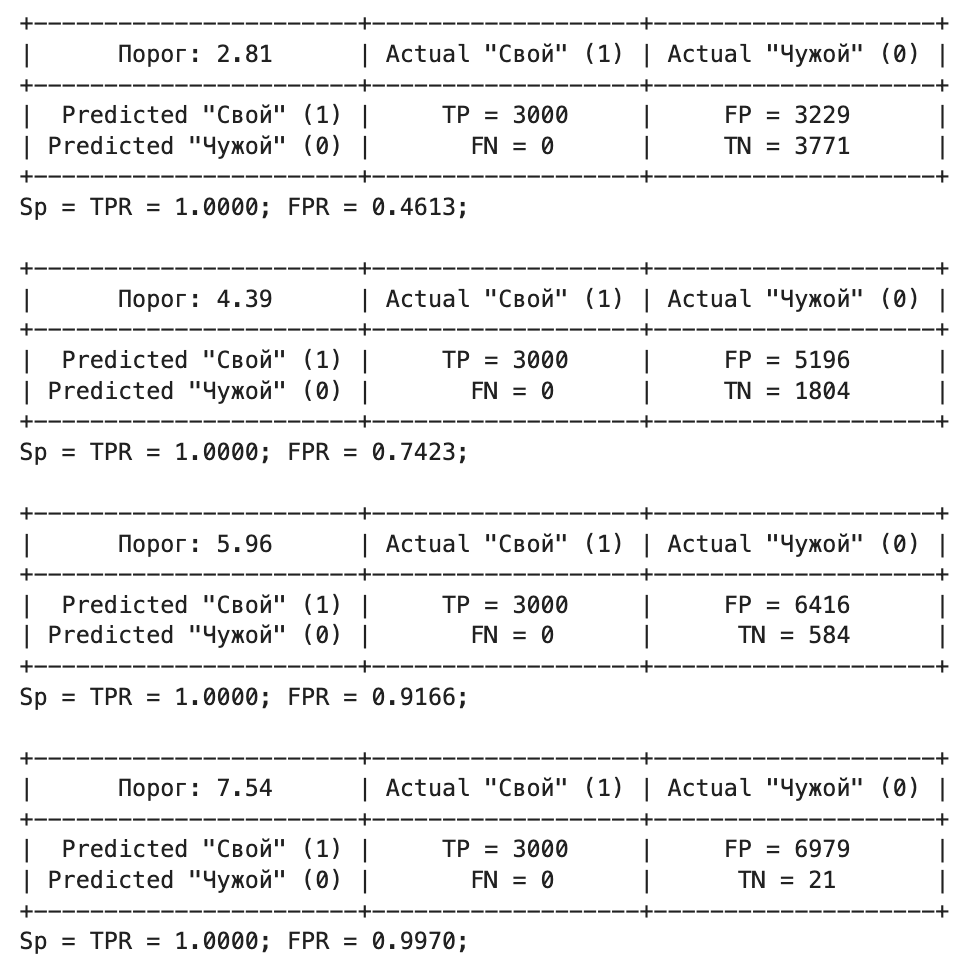 +-----------------------+-------------------+--------------------+
|      Порог: 2.81      | Actual "Свой" (1) | Actual "Чужой" (0) |
+-----------------------+-------------------+--------------------+
|  Predicted "Свой" (1) |     TP = 3000     |     FP = 3229      |
| Predicted "Чужой" (0) |       FN = 0      |     TN = 3771      |
+-----------------------+-------------------+--------------------+
Sp = TPR = 1.0000; FPR = 0.4613;

+-----------------------+-------------------+--------------------+
|      Порог: 4.39      | Actual "Свой" (1) | Actual "Чужой" (0) |
+-----------------------+-------------------+--------------------+
|  Predicted "Свой" (1) |     TP = 3000     |     FP = 5196      |
| Predicted "Чужой" (0) |       FN = 0      |     TN = 1804      |
+-----------------------+-------------------+--------------------+
Sp = TPR = 1.0000; FPR = 0.7423;

+-----------------------+-------------------+--------------------+
|      Порог: 5.96      | Actual "Свой" (1) | Actual "Чужой" (0) |
+-----------------------+-------------------+--------------------+
|  Predicted "Свой" (1) |     TP = 3000     |     FP = 6416      |
| Predicted "Чужой" (0) |       FN = 0      |      TN = 584      |
+-----------------------+-------------------+--------------------+
Sp = TPR = 1.0000; FPR = 0.9166;

+-----------------------+-------------------+--------------------+
|      Порог: 7.54      | Actual "Свой" (1) | Actual "Чужой" (0) |
+-----------------------+-------------------+--------------------+
|  Predicted "Свой" (1) |     TP = 3000     |     FP = 6979      |
| Predicted "Чужой" (0) |       FN = 0      |      TN = 21       |
+-----------------------+-------------------+--------------------+
Sp = TPR = 1.0000; FPR = 0.9970;